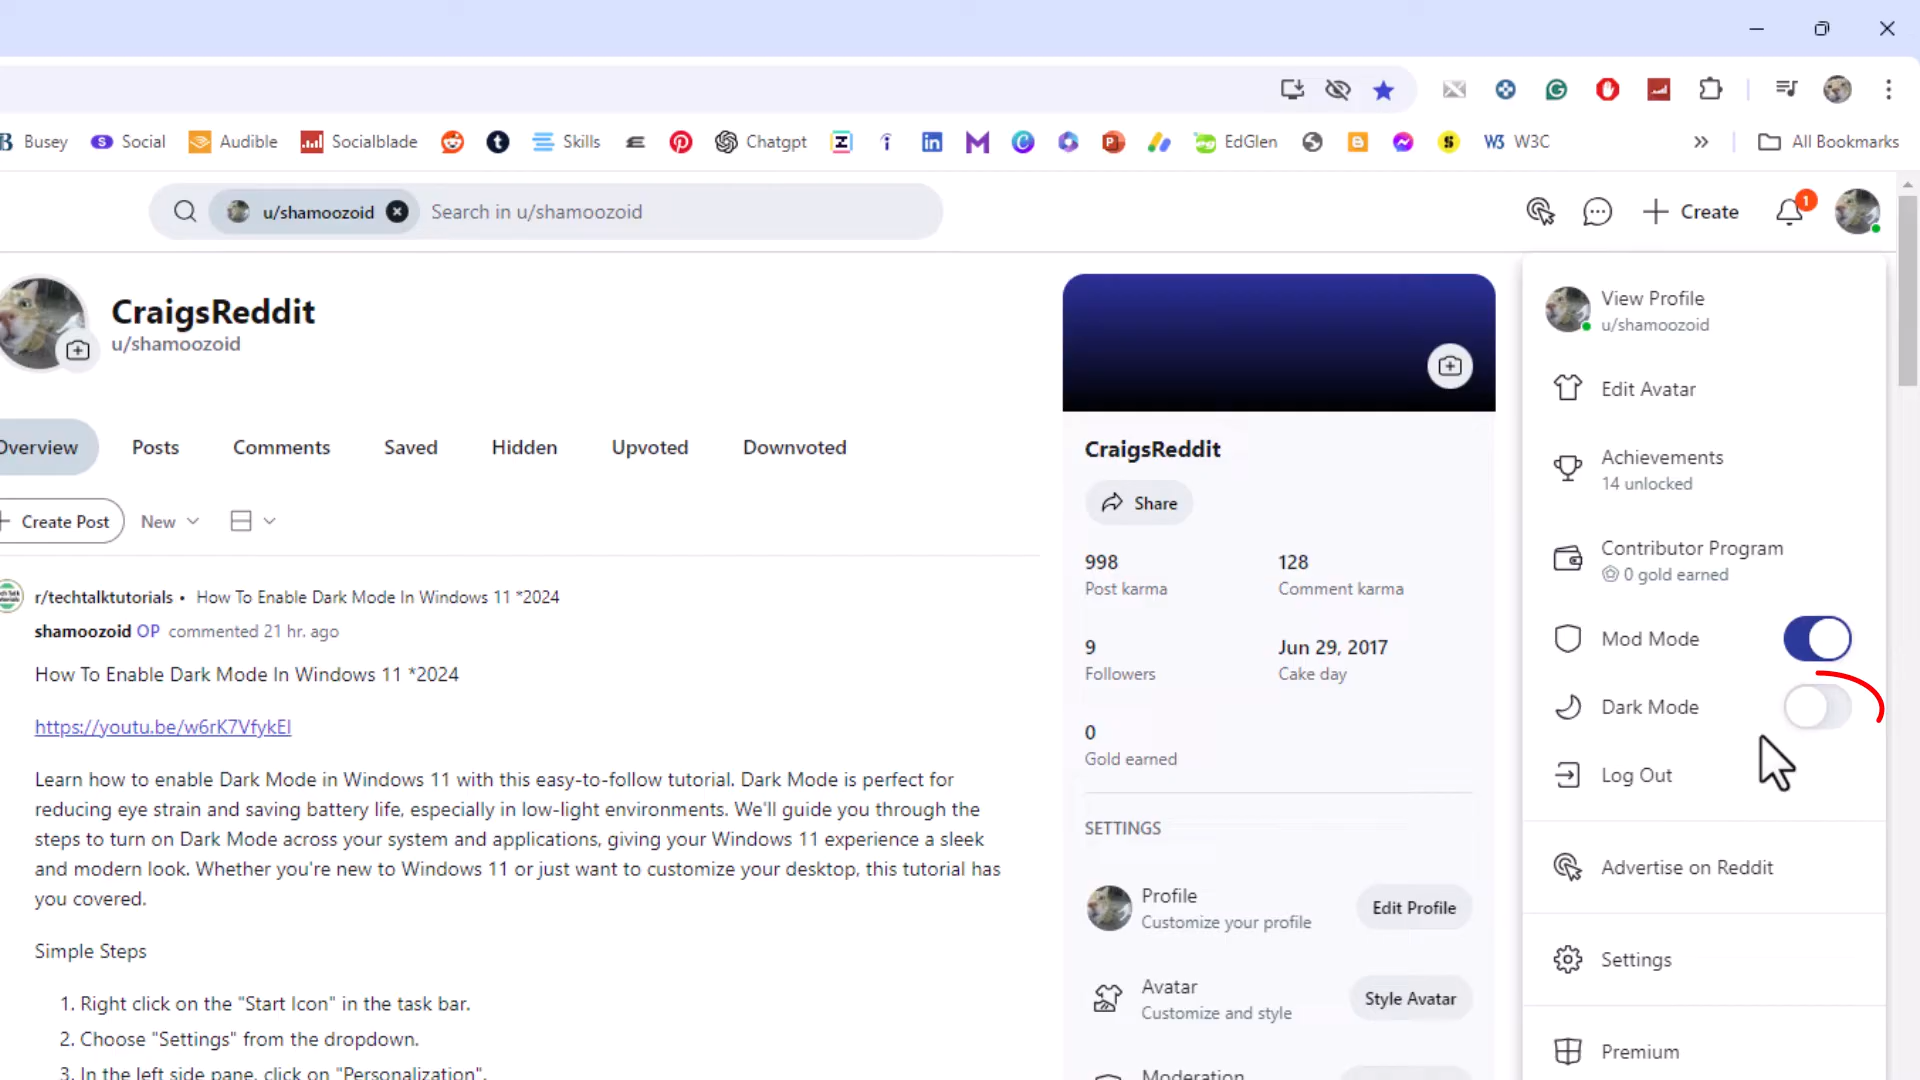 Busey
Social
Audible
Socialblade
Skills
Chatgpt
EdGlen
W3 W3C
All Bookmarks
u/shamoozoid
Search in u/shamoozoid
Create
1
CraigsReddit
u/shamoozoid
Overview
Posts
Comments
Saved
Hidden
Upvoted
Downvoted
Create Post
New
r/techtalktutorials • How To Enable Dark Mode In Windows 11 *2024
shamoozoid OP commented 21 hr. ago
How To Enable Dark Mode In Windows 11 *2024
https://youtu.be/w6rK7VfykEI
Learn how to enable Dark Mode in Windows 11 with this easy-to-follow tutorial. Dark Mode is perfect for
reducing eye strain and saving battery life, especially in low-light environments. We'll guide you through the
steps to turn on Dark Mode across your system and applications, giving your Windows 11 experience a sleek
and modern look. Whether you're new to Windows 11 or just want to customize your desktop, this tutorial has
you covered.
Simple Steps
1. Right click on the "Start Icon" in the task bar.
2. Choose "Settings" from the dropdown.
3. In the left side pane, click on "Personalization".
CraigsReddit
Share
998
Post karma
128
Comment karma
9
Followers
Jun 29, 2017
Cake day
0
Gold earned
SETTINGS
Profile
Customize your profile
Edit Profile
Avatar
Customize and style
Style Avatar
Moderation
View Profile
u/shamoozoid
Edit Avatar
Achievements
14 unlocked
Contributor Program
0 gold earned
Mod Mode
Dark Mode
Log Out
Advertise on Reddit
Settings
Premium